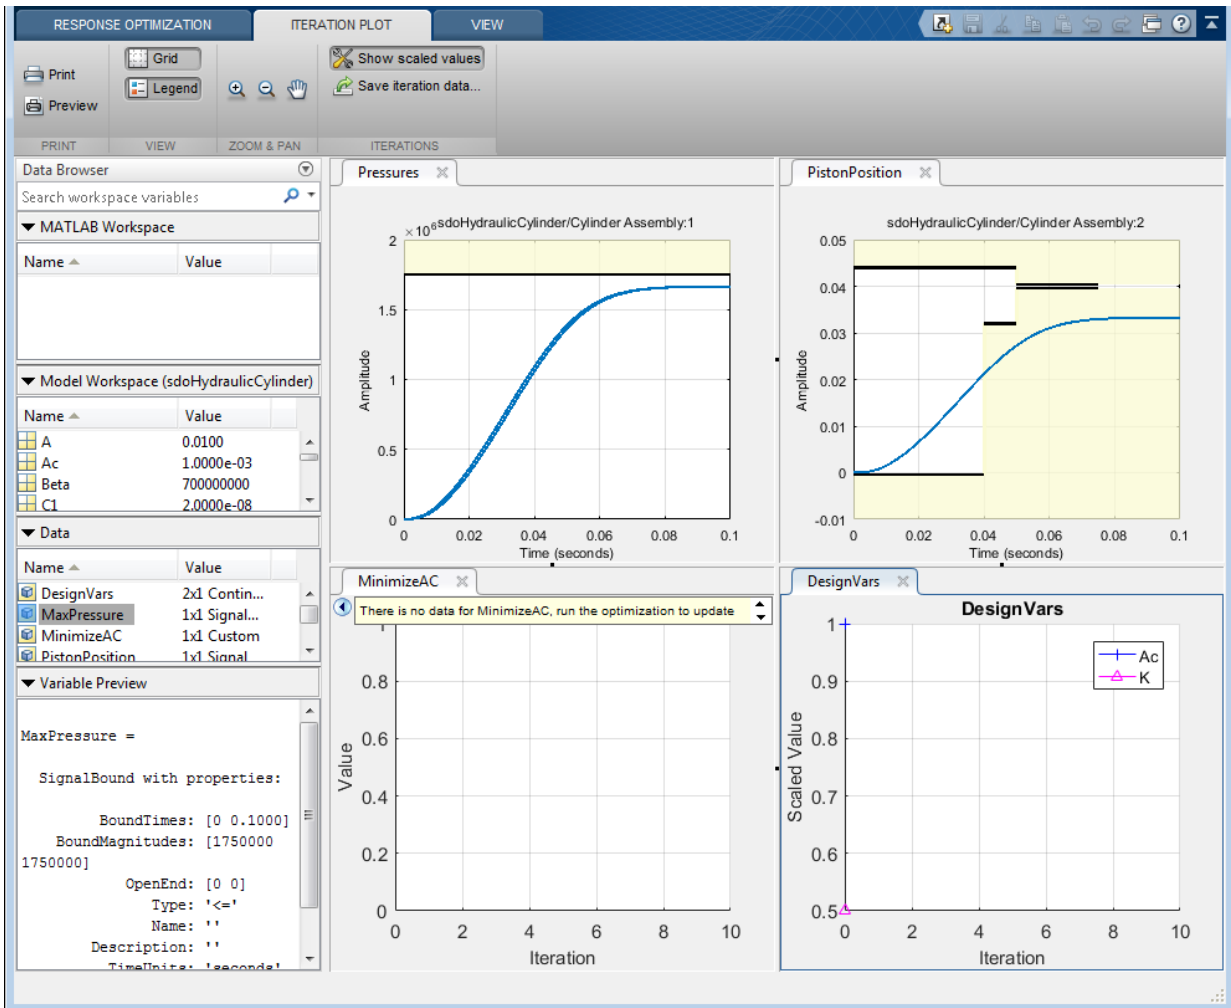 RESPONSE OPTIMIZATION
ITERATION PLOT
VIEW
Print
Preview
PRINT
Grid
Legend
VIEW
ZOOM & PAN
Show scaled values
Save iteration data...
ITERATIONS
Data Browser
Search workspace variables
MATLAB Workspace
Name Value
Model Workspace (sdoHydraulicCylinder)
Name Value
A 0.0100
Ac 1.0000e-03
Beta 700000000
C1 2.0000e-08
Data
Name Value
DesignVars 2x1 Contin...
MaxPressure 1x1 Signal...
MinimizeAC 1x1 Custom
PistonPosition 1x1 Signal
Variable Preview
MaxPressure =
SignalBound with properties:
BoundTimes: [0 0.1000]
BoundMagnitudes: [1750000
1750000]
OpenEnd: [0 0]
Type: '<='
Name: ''
Description: ''
TimeUnits: 'seconds'
Pressures
×10⁶ sdoHydraulicCylinder/Cylinder Assembly:1
2
1.5
1
0.5
0
Amplitude
0 0.02 0.04 0.06 0.08 0.1
Time (seconds)
PistonPosition
sdoHydraulicCylinder/Cylinder Assembly:2
0.05
0.04
0.03
0.02
0.01
0
-0.01
Amplitude
0 0.02 0.04 0.06 0.08 0.1
Time (seconds)
MinimizeAC
There is no data for MinimizeAC, run the optimization to update
1
0.8
0.6
0.4
0.2
0
Value
0 2 4 6 8 10
Iteration
DesignVars
DesignVars
Ac
K
1
0.9
0.8
0.7
0.6
0.5
Scaled Value
0 2 4 6 8 10
Iteration